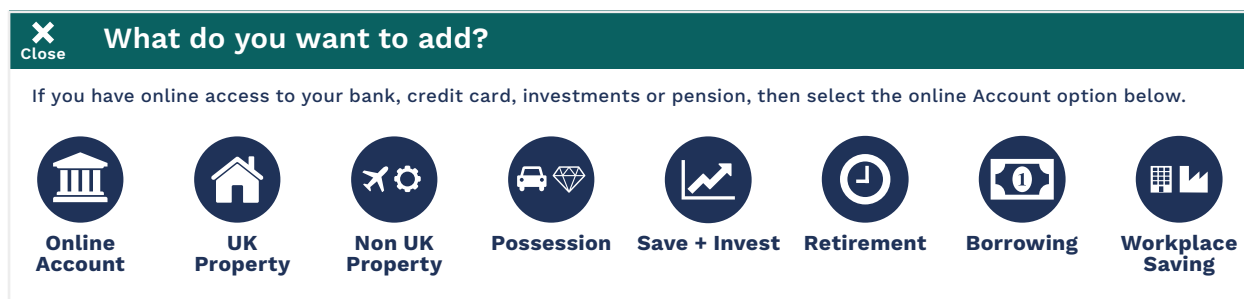 What do you want to add?
Close
If you have online access to your bank, credit card, investments or pension, then select the online Account option below.
1
Online
Account
UK
Property
Non UK
Property
Possession
Save + Invest
Retirement
Borrowing
Workplace
Saving